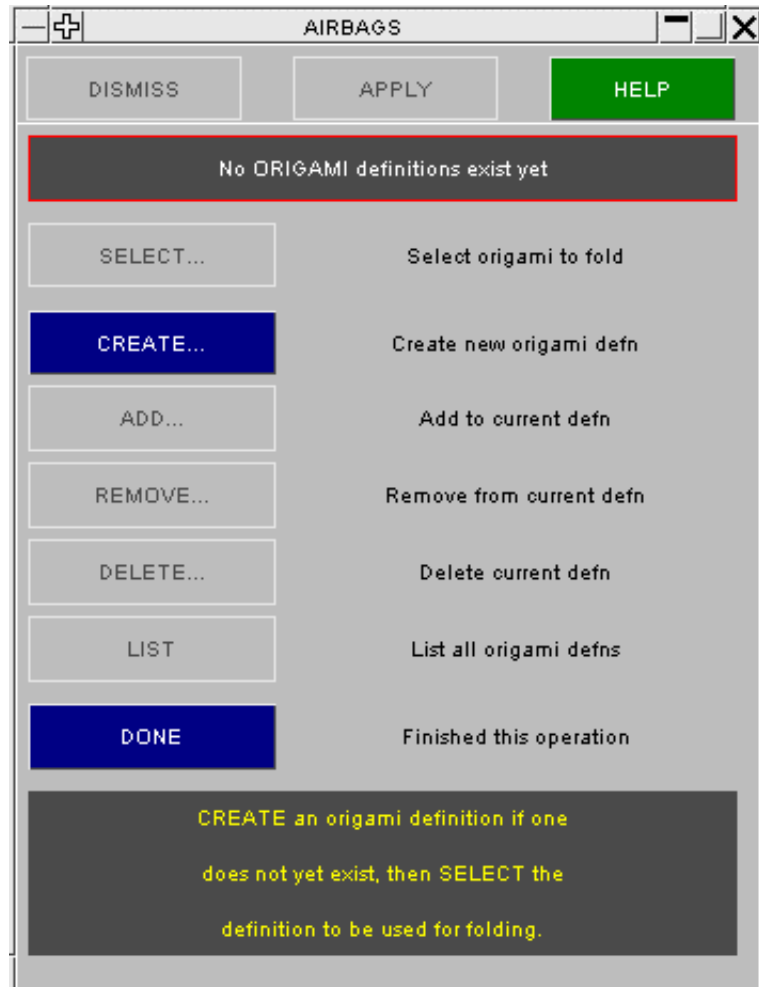 AIRBAGS
DISMISS APPLY HELP
No ORIGAMI definitions exist yet
SELECT... Select origami to fold
CREATE... Create new origami defn
ADD... Add to current defn
REMOVE... Remove from current defn
DELETE... Delete current defn
LIST List all origami defns
DONE Finished this operation
CREATE an origami definition if one
does not yet exist, then SELECT the
definition to be used for folding.